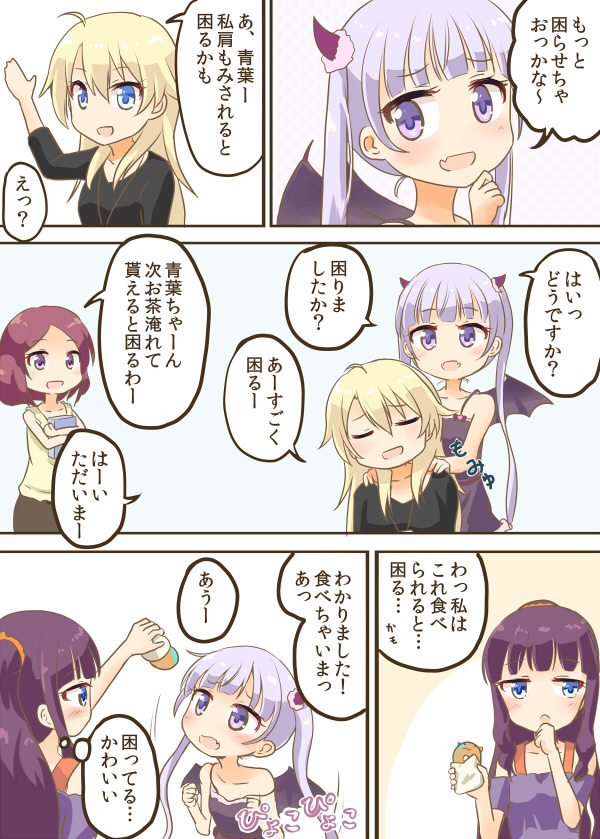 もっと
困らせちゃ
おっかな〜
あ、青葉ー
私肩もみされると
困るかも
えっ？
はいっ
どうですか？
困りま
したか？
あーすごく
困るー
もみゅ
青葉ちゃーん
次お茶淹れて
貰えると困るわー
はーい
ただいまー
わっ私は
これ食べ
られると…
困る…
かも
わかりました！
食べちゃいまっ
あっ
あうー
ぴょこぴょこ
困ってる…
かわいい